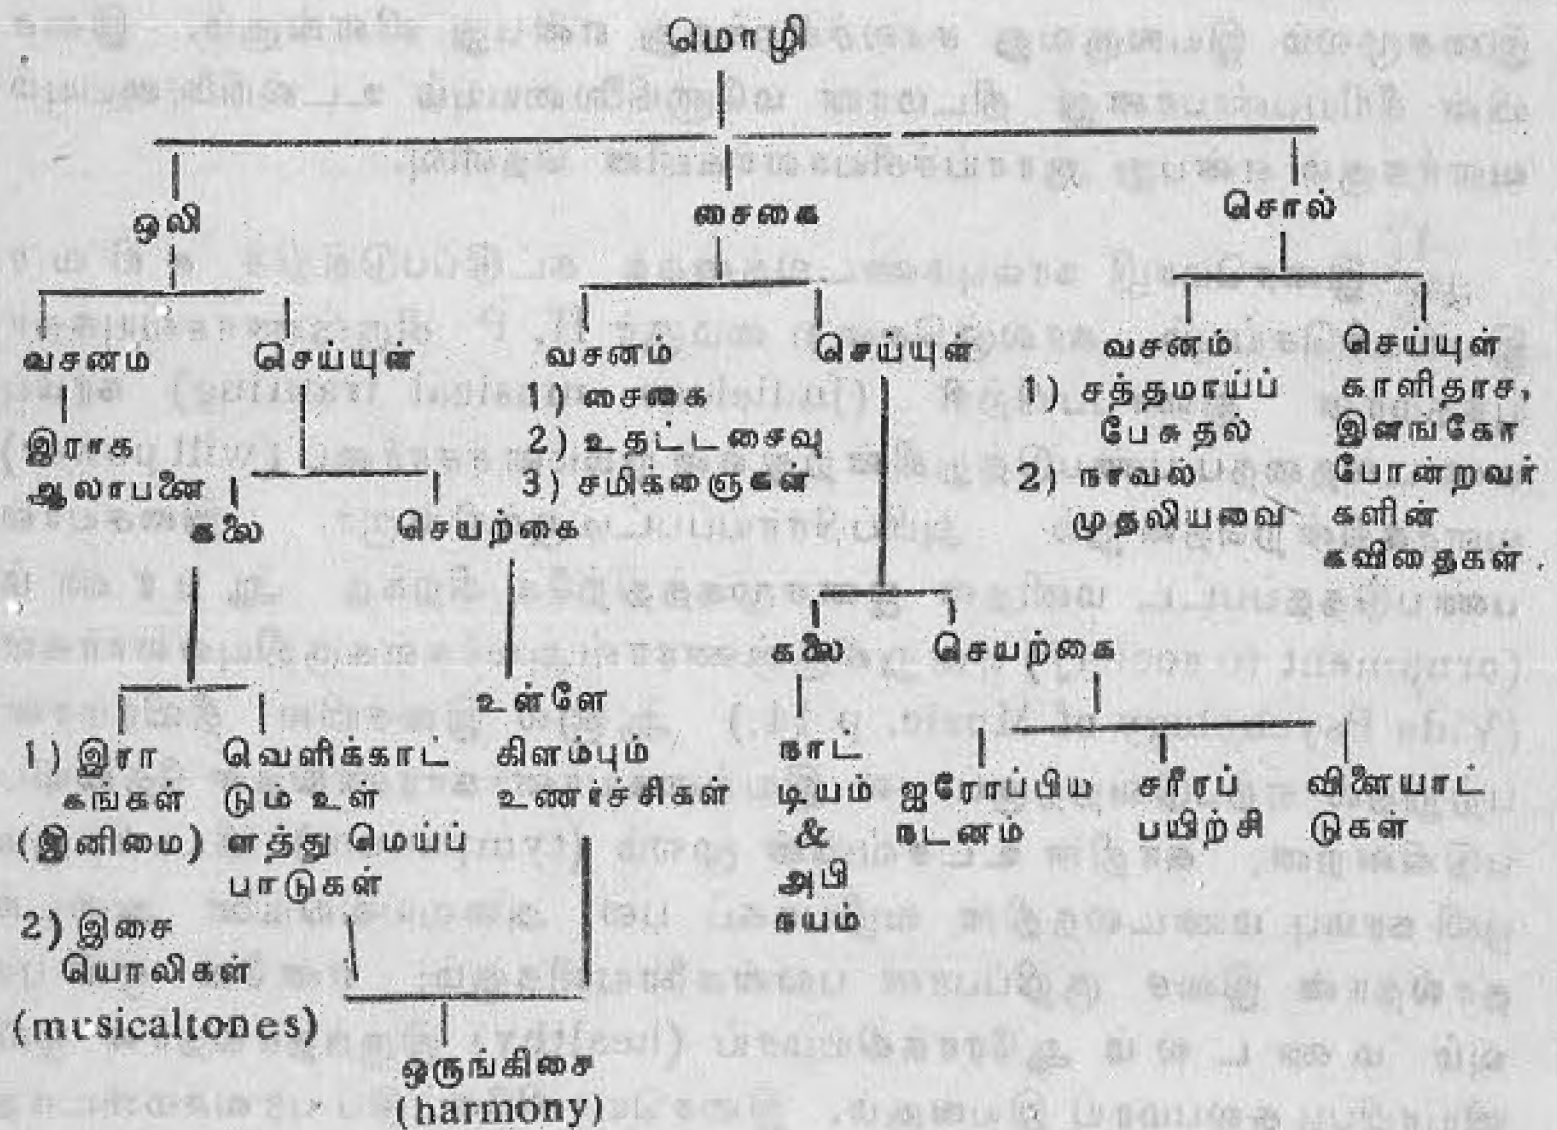 மொழி
ஒலி
சைகை
சொல்
வசனம்
செய்யுள்
வசனம்
செய்யுள்
வசனம்
செய்யுள்
இராக
ஆலாபனை
1) சைகை
2) உதட்டசைவு
3) சமிக்ஞைகள்
1) சத்தமாய்ப்
பேசுதல்
2) நாவல்
முதலியவை
காளிதாச,
இளங்கோ
போன்றவர்
களின்
கவிதைகள்.
கலை
செயற்கை
கலை
செயற்கை
1) இரா
கங்கள்
(இனிமை)
2) இசை
யொலிகள்
(musicaltones)
வெளிக்காட்
டும் உள்
ளத்து மெய்ப்
பாடுகள்
உள்ளே
கிளம்பும்
உணர்ச்சிகள்
நாட்
டியம்
&
அபி
நயம்
ஐரோப்பிய
நடனம்
சரீரப்
பயிற்சி
விளையாட்
டுகள்
ஒருங்கிசை
(harmony)